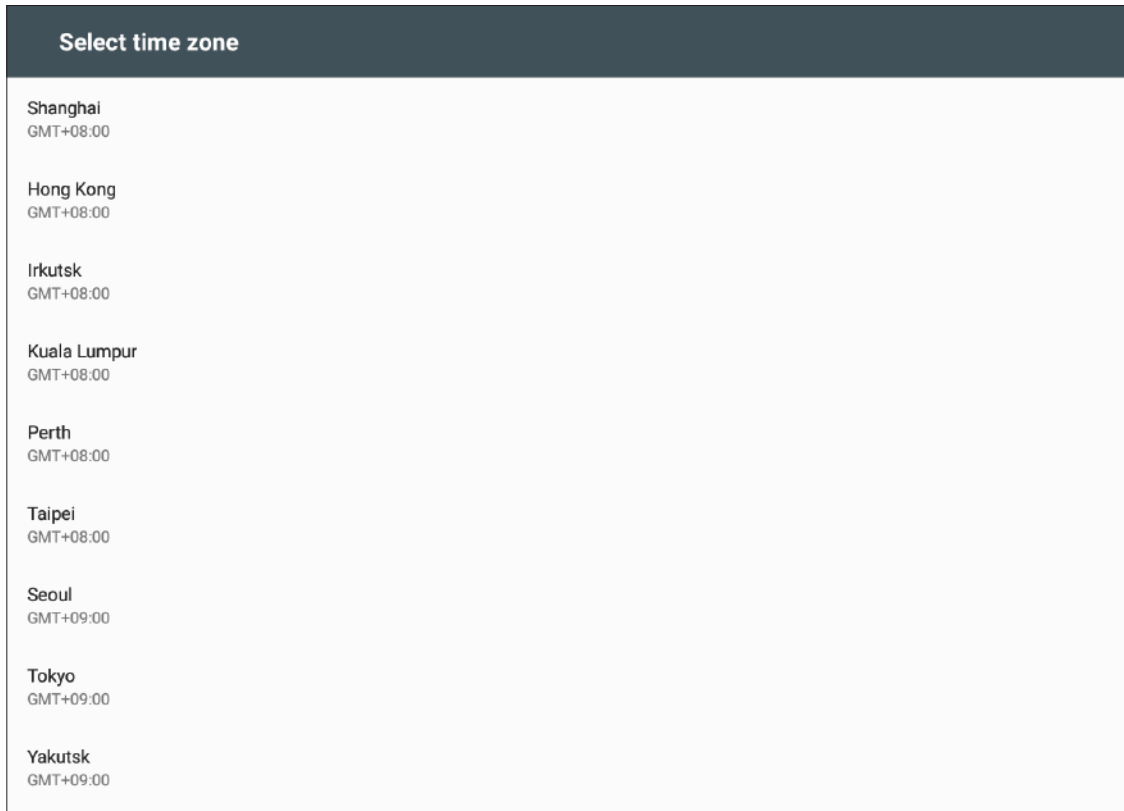 Select time zone
Shanghai
GMT+08:00
Hong Kong
GMT+08:00
Irkutsk
GMT+08:00
Kuala Lumpur
GMT+08:00
Perth
GMT+08:00
Taipei
GMT+08:00
Seoul
GMT+09:00
Tokyo
GMT+09:00
Yakutsk
GMT+09:00